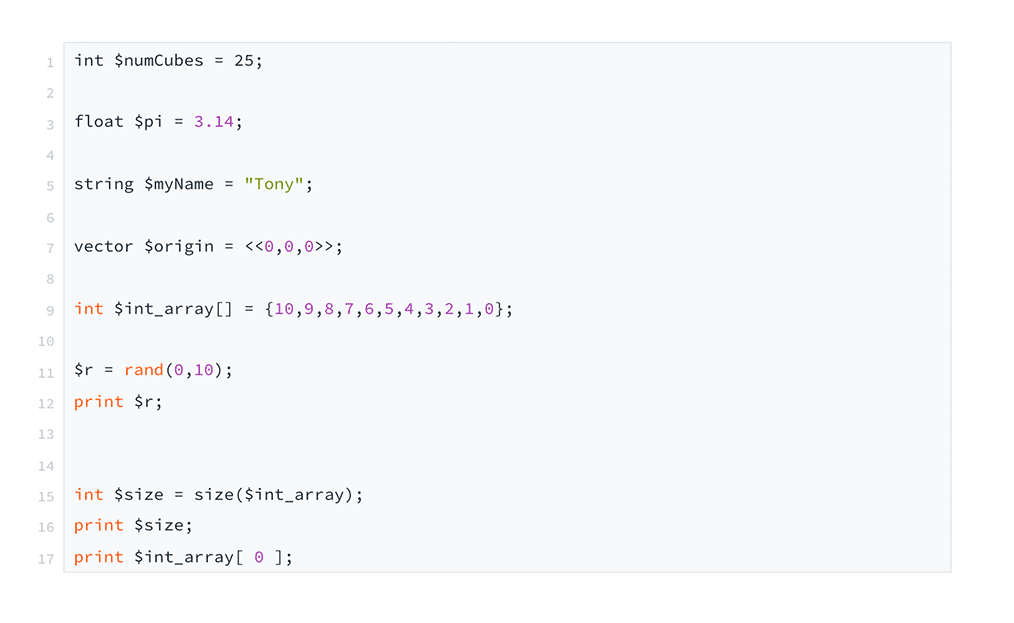 1 int $numCubes = 25;
2
3 float $pi = 3.14;
4
5 string $myName = "Tony";
6
7 vector $origin = <<0,0,0>>;
8
9 int $int_array[] = {10,9,8,7,6,5,4,3,2,1,0};
10
11 $r = rand(0,10);
12 print $r;
13
14
15 int $size = size($int_array);
16 print $size;
17 print $int_array[ 0 ];